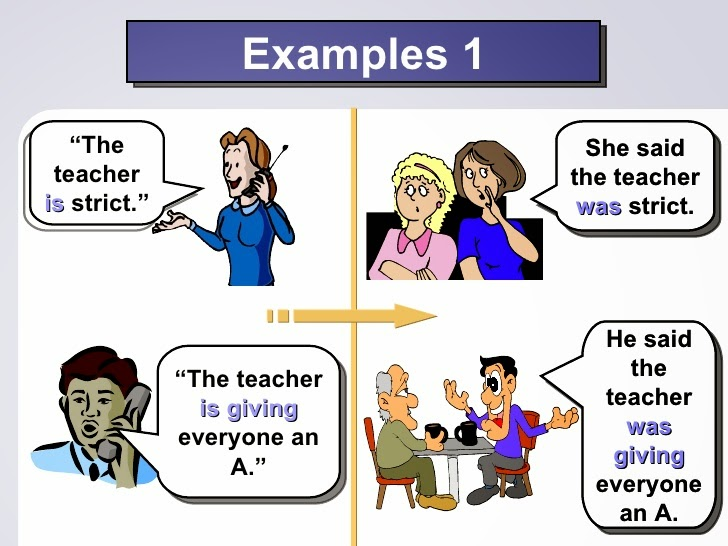 Examples 1
“The
teacher
is strict.”
She said
the teacher
was strict.
“The teacher
is giving
everyone an
A.”
He said
the
teacher
was
giving
everyone
an A.